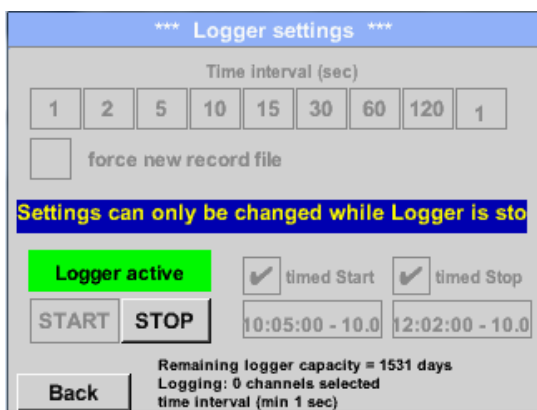 *** Logger settings ***
Time interval (sec)
1 2 5 10 15 30 60 120 1
force new record file
Settings can only be changed while Logger is sto
Logger active
timed Start timed Stop
START STOP 10:05:00 - 10.0 12:02:00 - 10.0
Remaining logger capacity = 1531 days
Logging: 0 channels selected
time interval (min 1 sec)
Back